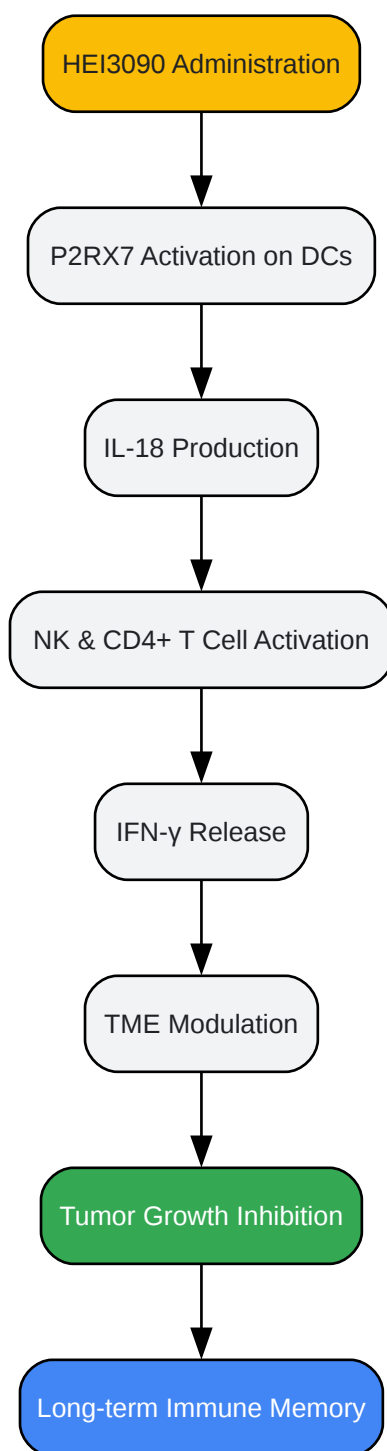 HEI3090 Administration
P2RX7 Activation on DCs
IL-18 Production
NK & CD4+ T Cell Activation
IFN-γ Release
TME Modulation
Tumor Growth Inhibition
Long-term Immune Memory